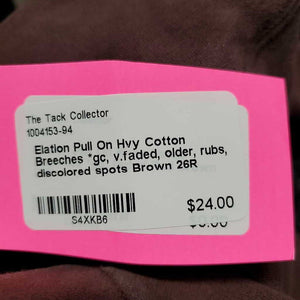 The Tack Collector
1004153-94
Elation Pull On Hvy Cotton
Breeches *gc, v.faded, older, rubs,
discolored spots Brown 26R
$24.00
S4XKB6